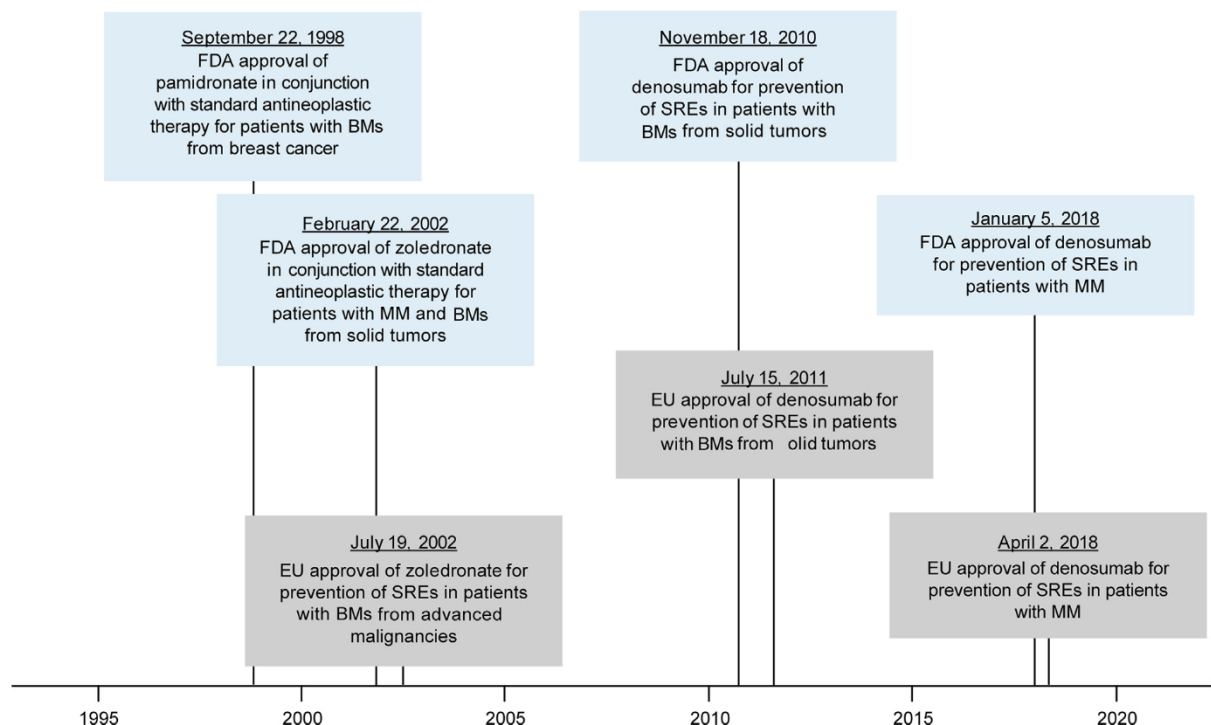 September 22, 1998
FDA approval of
pamidronate in conjunction
with standard antineoplastic
therapy for patients with BMs
from breast cancer
November 18, 2010
FDA approval of
denosumab for prevention
of SREs in patients with
BMs from solid tumors
February 22, 2002
FDA approval of zoledronate
in conjunction with standard
antineoplastic therapy for
patients with MM and BMs
from solid tumors
January 5, 2018
FDA approval of denosumab
for prevention of SREs in
patients with MM
July 15, 2011
EU approval of denosumab for
prevention of SREs in patients
with BMs from olid tumors
July 19, 2002
EU approval of zoledronate for
prevention of SREs in patients
with BMs from advanced
malignancies
April 2, 2018
EU approval of denosumab for
prevention of SREs in patients
with MM
1995 2000 2005 2010 2015 2020